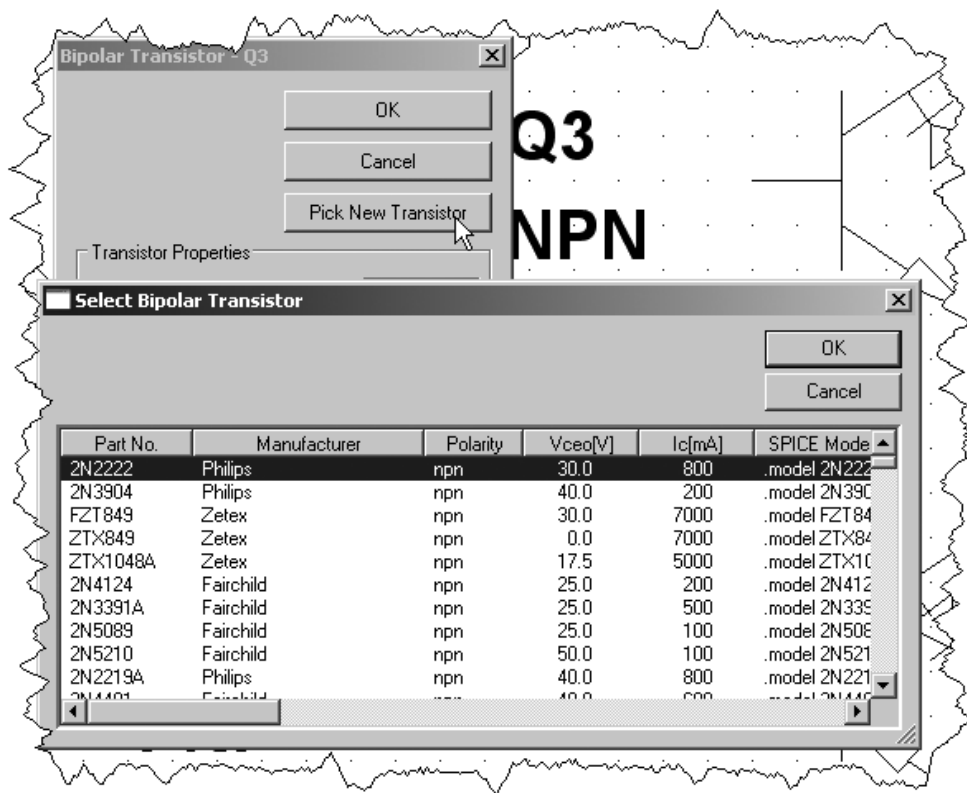 Bipolar Transistor - Q3
OK
Cancel
Pick New Transistor
Transistor Properties
Q3
NPN
Select Bipolar Transistor
OK
Cancel
Part No. Manufacturer Polarity Vceo[V] Ic[mA] SPICE Mode
2N2222 Philips npn 30.0 800 .model 2N222
2N3904 Philips npn 40.0 200 .model 2N390
FZT849 Zetex npn 30.0 7000 .model FZT84
ZTX849 Zetex npn 0.0 7000 .model ZTX84
ZTX1048A Zetex npn 17.5 5000 .model ZTX10
2N4124 Fairchild npn 25.0 200 .model 2N412
2N3391A Fairchild npn 25.0 500 .model 2N339
2N5089 Fairchild npn 25.0 100 .model 2N508
2N5210 Fairchild npn 50.0 100 .model 2N521
2N2219A Philips npn 40.0 800 .model 2N221